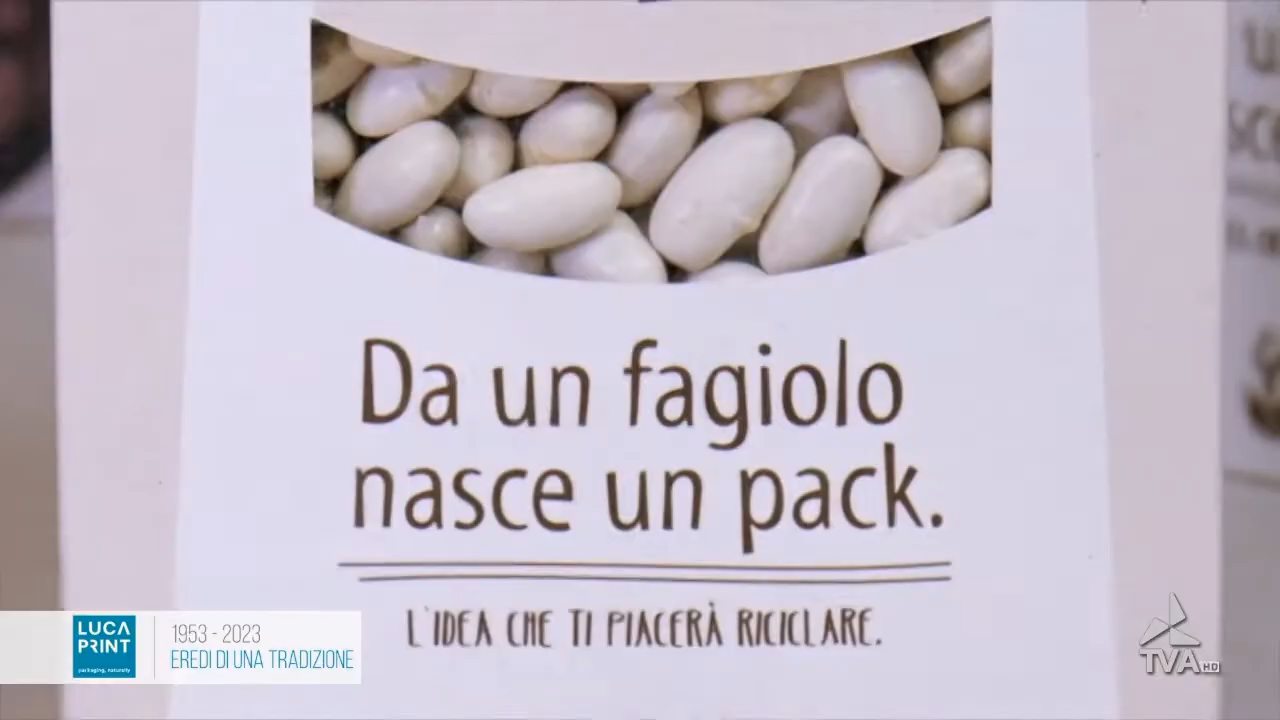 Da un fagiolo
nasce un pack.
L'IDEA CHE TI PIACERÀ RICICLARE.
LUCA
PRINT
packaging, naturally
1953 - 2023
EREDI DI UNA TRADIZIONE
TVA HD